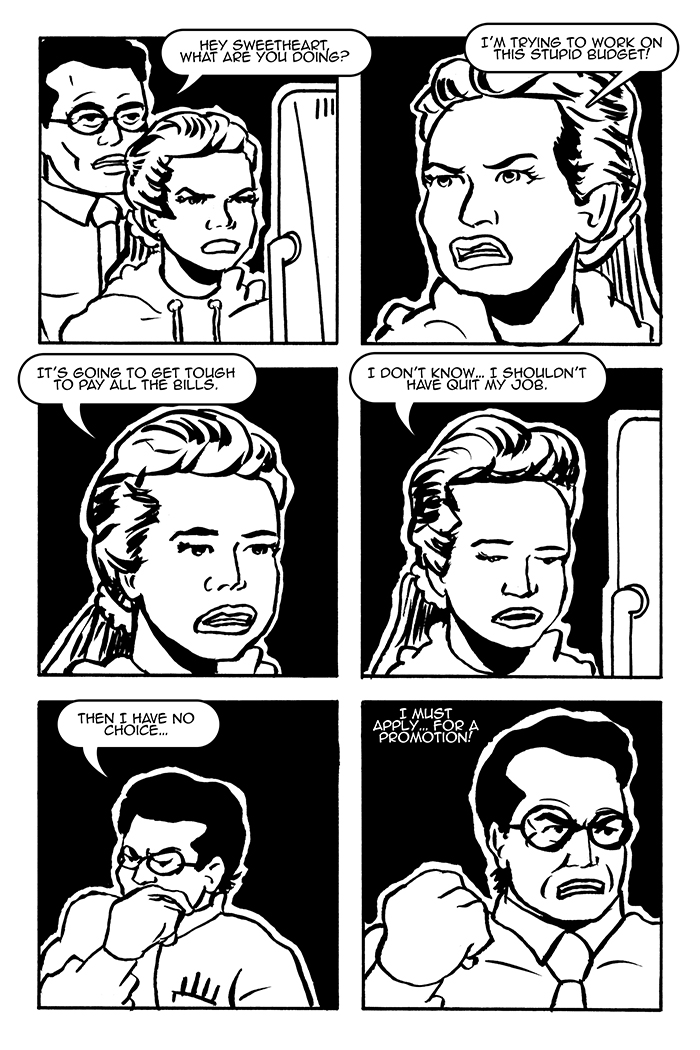 HEY SWEETHEART,
WHAT ARE YOU DOING?
I'M TRYING TO WORK ON
THIS STUPID BUDGET!
IT'S GOING TO GET TOUGH
TO PAY ALL THE BILLS.
I DON'T KNOW... I SHOULDN'T
HAVE QUIT MY JOB.
THEN I HAVE NO
CHOICE...
I MUST
APPLY... FOR A
PROMOTION!